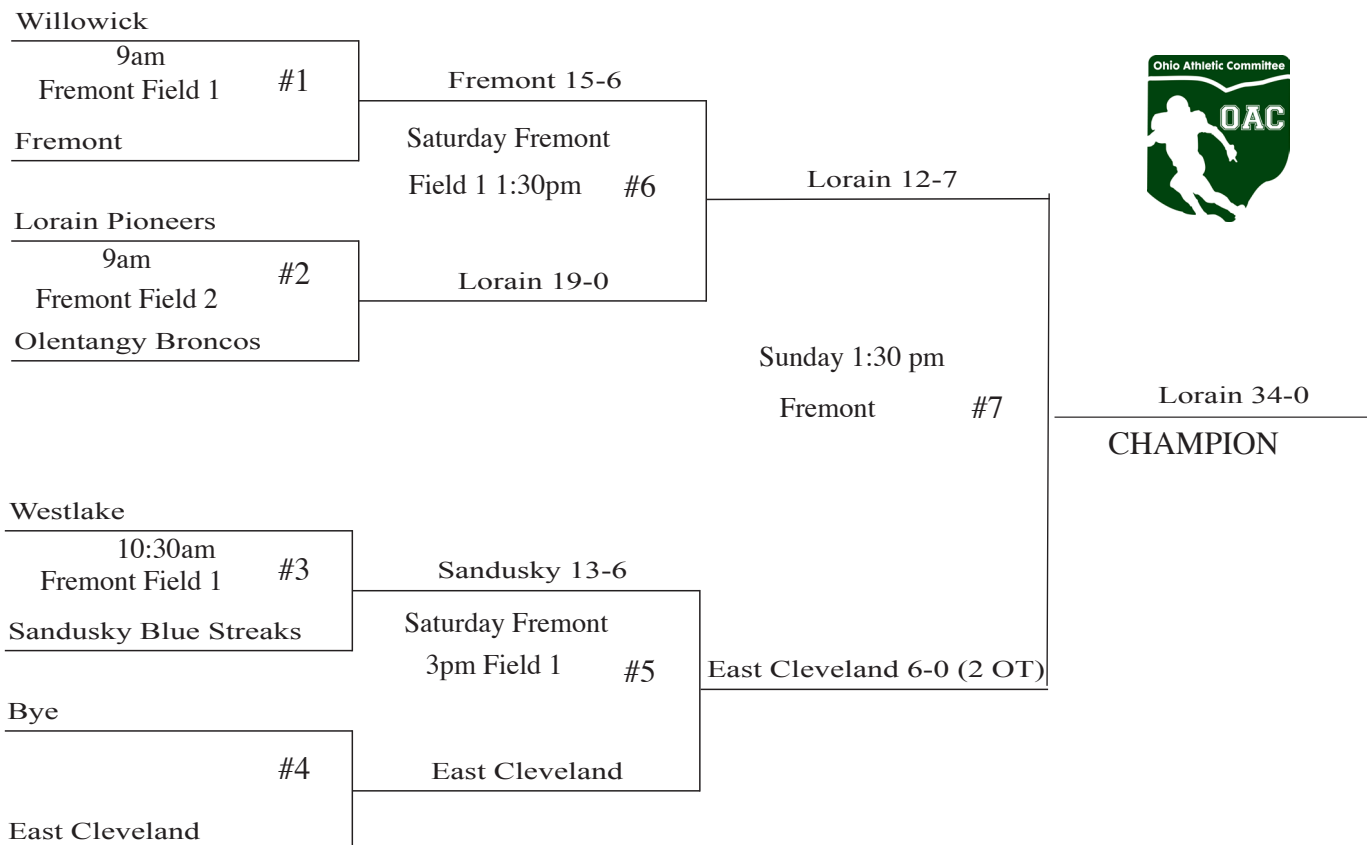 Willowick
9am
Fremont Field 1
#1
Fremont
Fremont 15-6
Saturday Fremont
Field 1 1:30pm
#6
Lorain Pioneers
9am
Fremont Field 2
#2
Olentangy Broncos
Lorain 19-0
Lorain 12-7
Sunday 1:30 pm
Fremont
#7
Ohio Athletic Committee
OAC
Lorain 34-0
CHAMPION
Westlake
10:30am
Fremont Field 1
#3
Sandusky Blue Streaks
Sandusky 13-6
Saturday Fremont
3pm Field 1
#5
East Cleveland 6-0 (2 OT)
Bye
#4
East Cleveland
East Cleveland